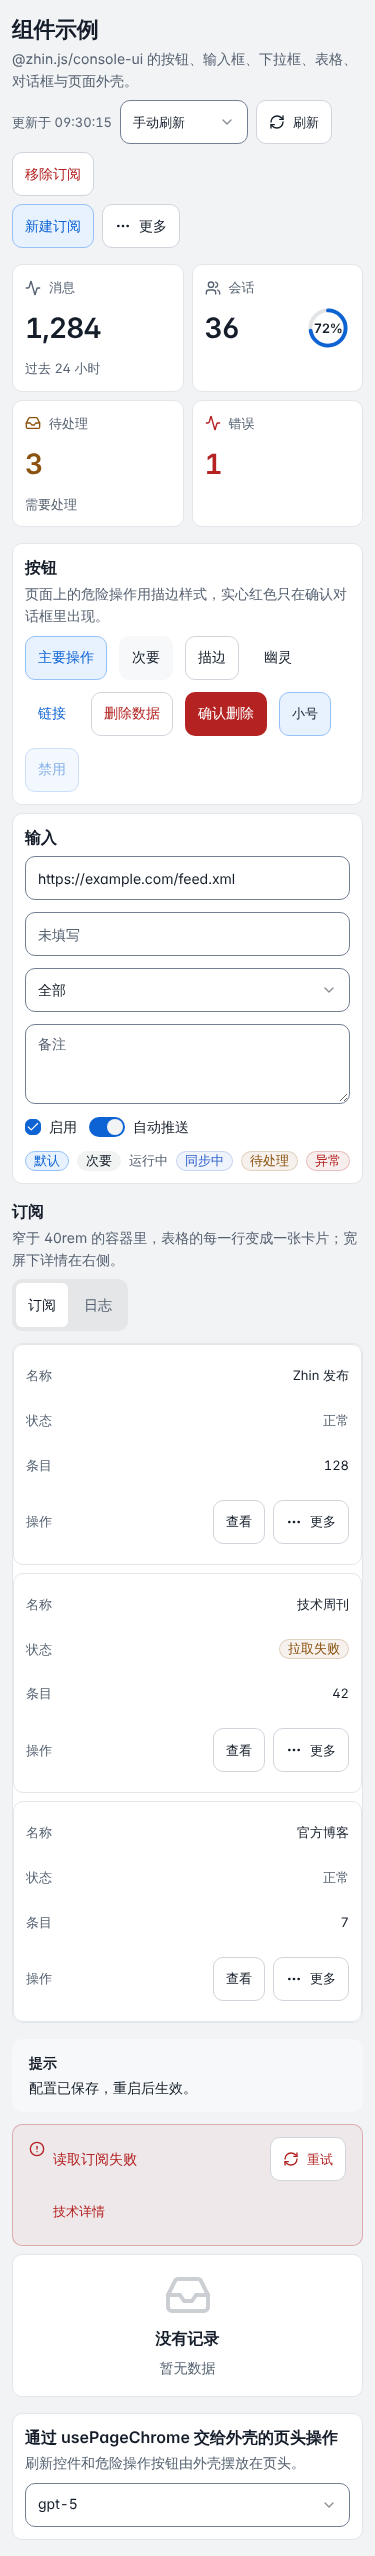 组件示例
@zhin.js/console-ui 的按钮、输入框、下拉框、表格、
对话框与页面外壳。
更新于 09:30:15 手动刷新 刷新
移除订阅
新建订阅 更多
消息 会话
1,284 36 72%
过去 24 小时
待处理 错误
3 1
需要处理
按钮
页面上的危险操作用描边样式，实心红色只在确认对
话框里出现。
主要操作 次要 描边 幽灵
链接 删除数据 确认删除 小号
禁用
输入
https://example.com/feed.xml
未填写
全部
备注
启用 自动推送
默认 次要 运行中 同步中 待处理 异常
订阅
窄于 40rem 的容器里，表格的每一行变成一张卡片；宽
屏下详情在右侧。
订阅 日志
名称 Zhin 发布
状态 正常
条目 128
操作 查看 更多
名称 技术周刊
状态 拉取失败
条目 42
操作 查看 更多
名称 官方博客
状态 正常
条目 7
操作 查看 更多
提示
配置已保存，重启后生效。
读取订阅失败 重试
技术详情
没有记录
暂无数据
通过 usePageChrome 交给外壳的页头操作
刷新控件和危险操作按钮由外壳摆放在页头。
gpt-5